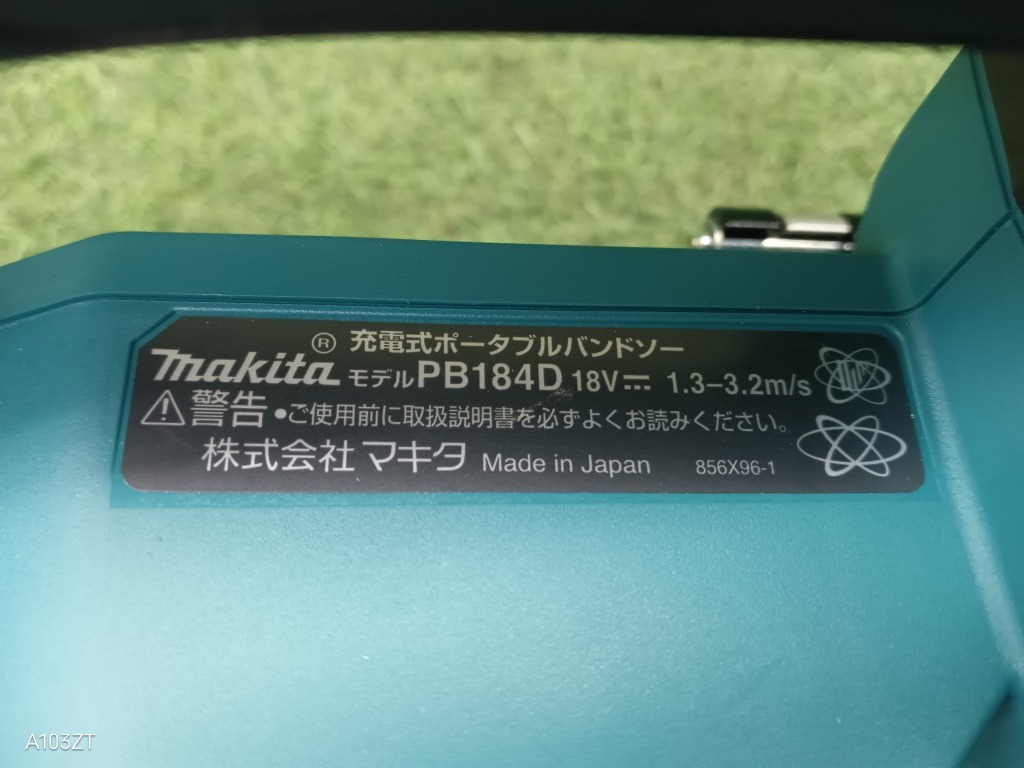 ® 充電式ポータブルバンドソー
makita モデルPB184D 18V⎓ 1.3–3.2m/s
⚠警告•ご使用前に取扱説明書を必ずよくお読みください。
株式会社 マキタ Made in Japan 856X96-1
A103ZT